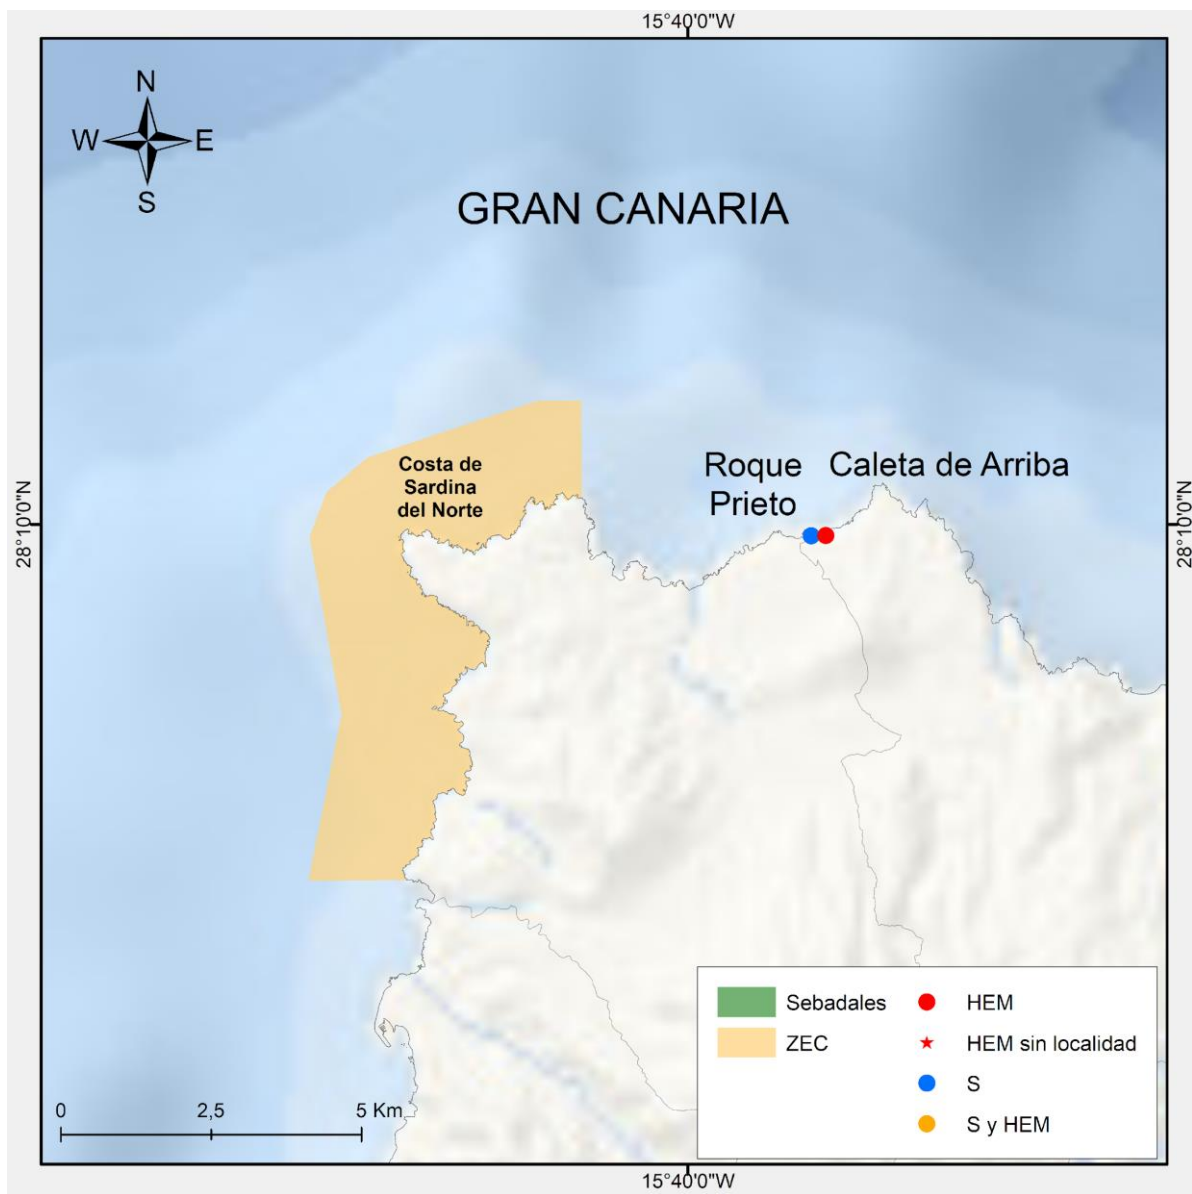 15°40'0"W
N
W E
S
GRAN CANARIA
Costa de
Sardina
del Norte
Roque
Prieto
Caleta de Arriba
28°10'0"N
28°10'0"N
Sebadales
ZEC
HEM
HEM sin localidad
S
S y HEM
0 2,5 5 Km
15°40'0"W